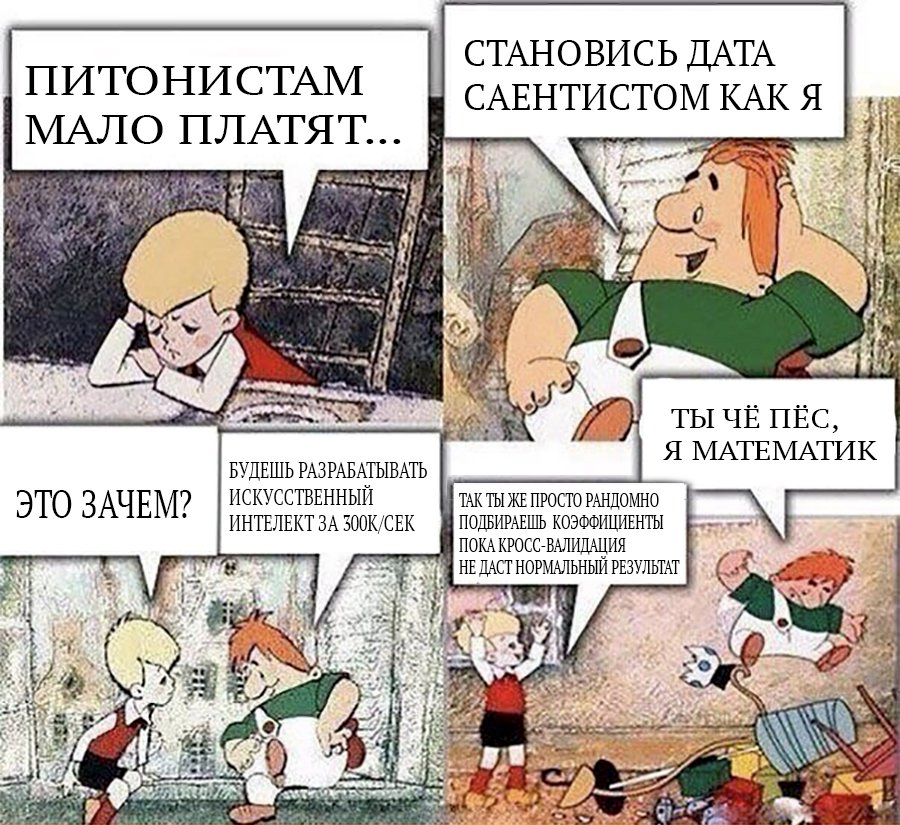 ПИТОНИСТАМ
МАЛО ПЛАТЯТ...
СТАНОВИСЬ ДАТА
САЕНТИСТОМ КАК Я
ЭТО ЗАЧЕМ?
БУДЕШЬ РАЗРАБАТЫВАТЬ
ИСКУССТВЕННЫЙ
ИНТЕЛЕКТ ЗА 300К/СЕК
ТАК ТЫ ЖЕ ПРОСТО РАНДОМНО
ПОДБИРАЕШЬ КОЭФФИЦИЕНТЫ
ПОКА КРОСС-ВАЛИДАЦИЯ
НЕ ДАСТ НОРМАЛЬНЫЙ РЕЗУЛЬТАТ
ТЫ ЧЁ ПЁС,
Я МАТЕМАТИК